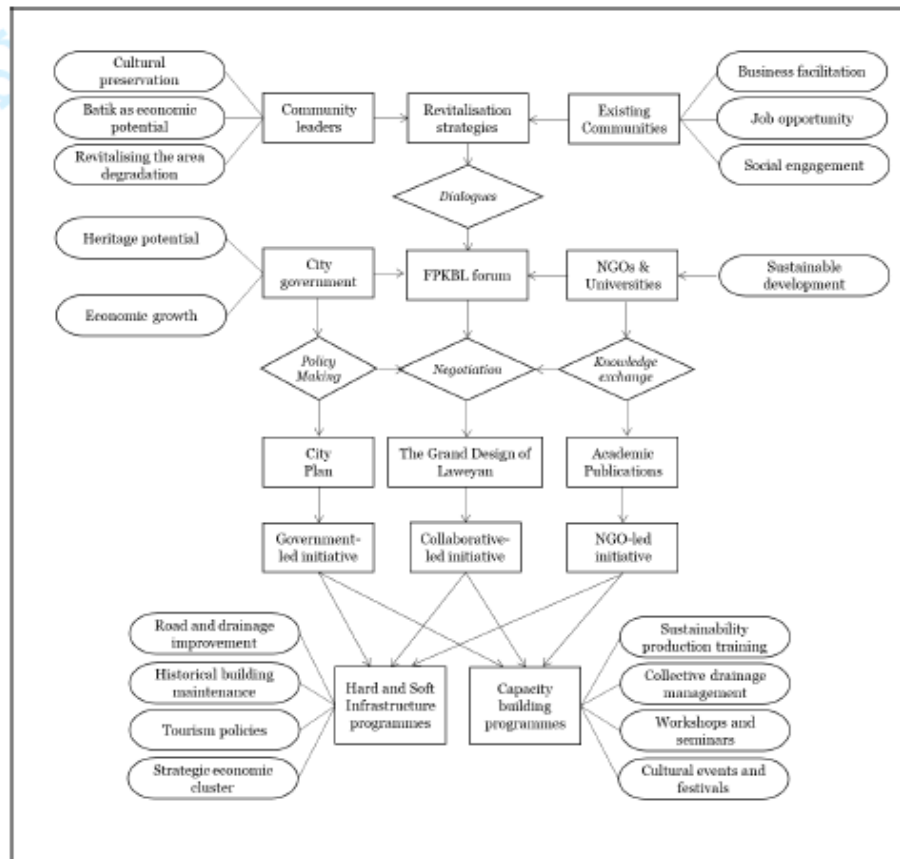 Cultural
preservation
Batik as economic
potential
Revitalising the area
degradation
Community
leaders
Revitalisation
strategies
Existing
Communities
Business facilitation
Job opportunity
Social engagement
Dialogues
Heritage potential
Economic growth
City
government
FPKBL forum
NGOs &
Universities
Sustainable
development
Policy
Making
Negotiation
Knowledge
exchange
City
Plan
The Grand Design of
Laweyan
Academic
Publications
Government-
led initiative
Collaborative-
led initiative
NGO-led
initiative
Road and drainage
improvement
Historical building
maintenance
Tourism policies
Strategic economic
cluster
Hard and Soft
Infrastructure
programmes
Capacity
building
programmes
Sustainability
production training
Collective drainage
management
Workshops and
seminars
Cultural events and
festivals